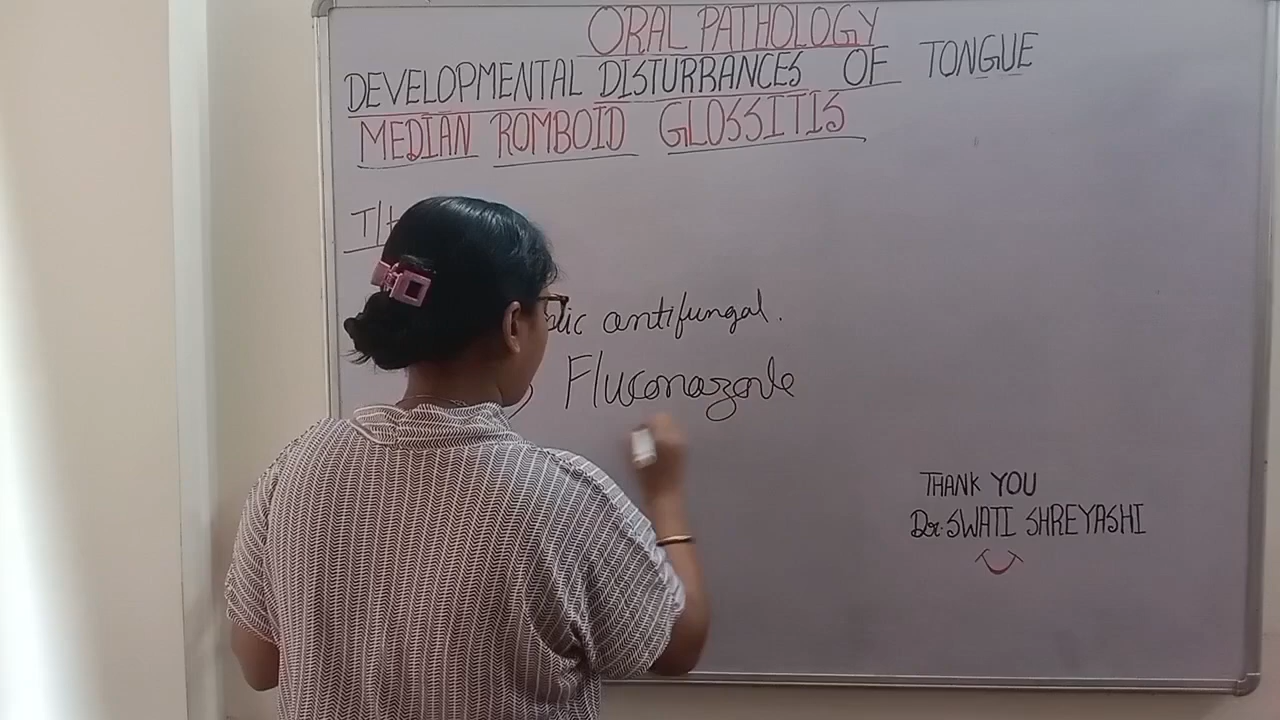 ORAL PATHOLOGY
DEVELOPMENTAL DISTURBANCES OF TONGUE
MEDIAN ROMBOID GLOSSITIS
antifungal.
Fluconazole
THANK YOU
Dr. SWATI SHREYASHI